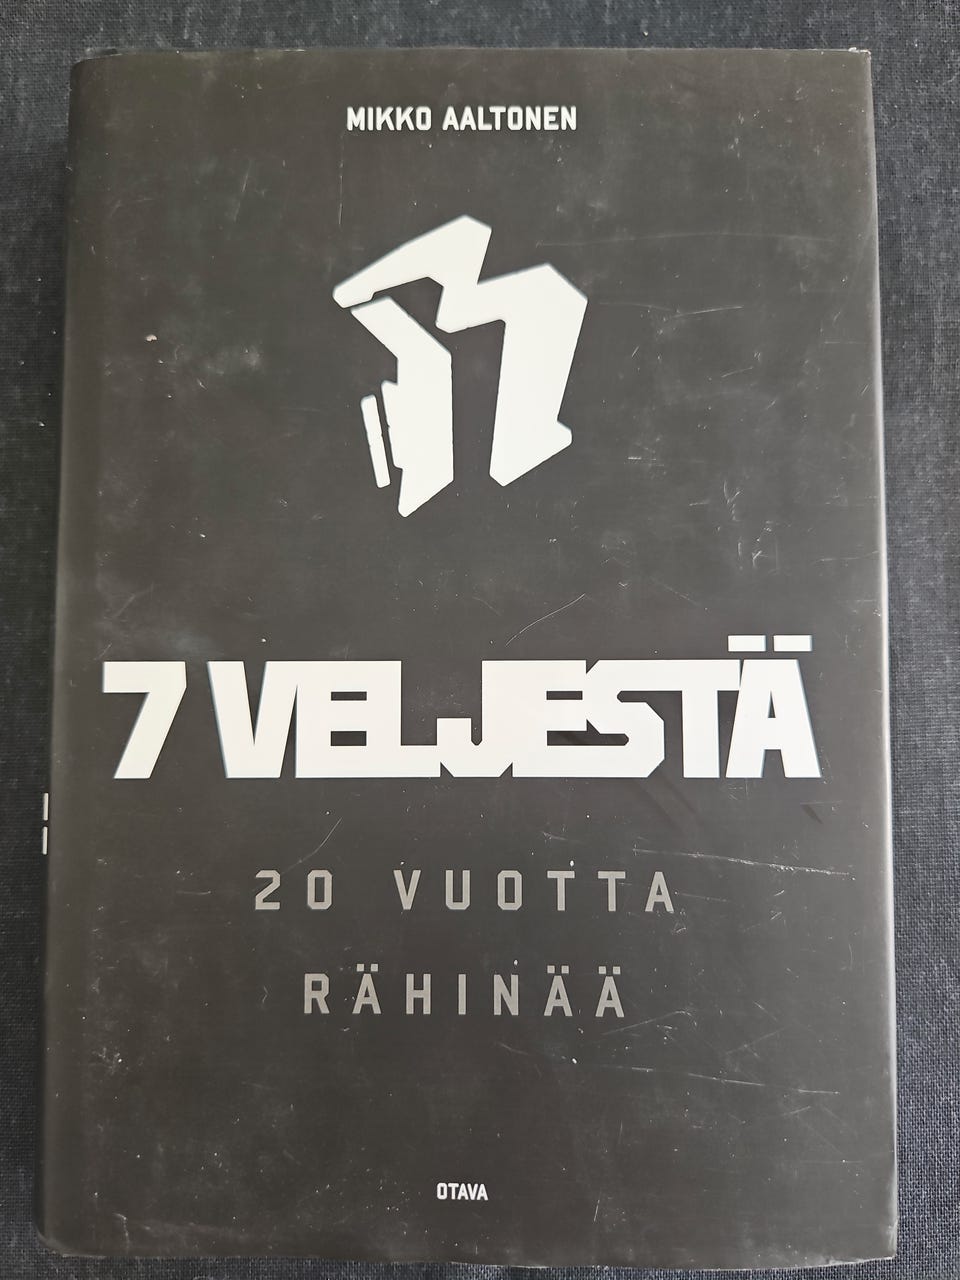 MIKKO AALTONEN
7 VELJESTÄ
20 VUOTTA
RÄHINÄÄ
OTAVA